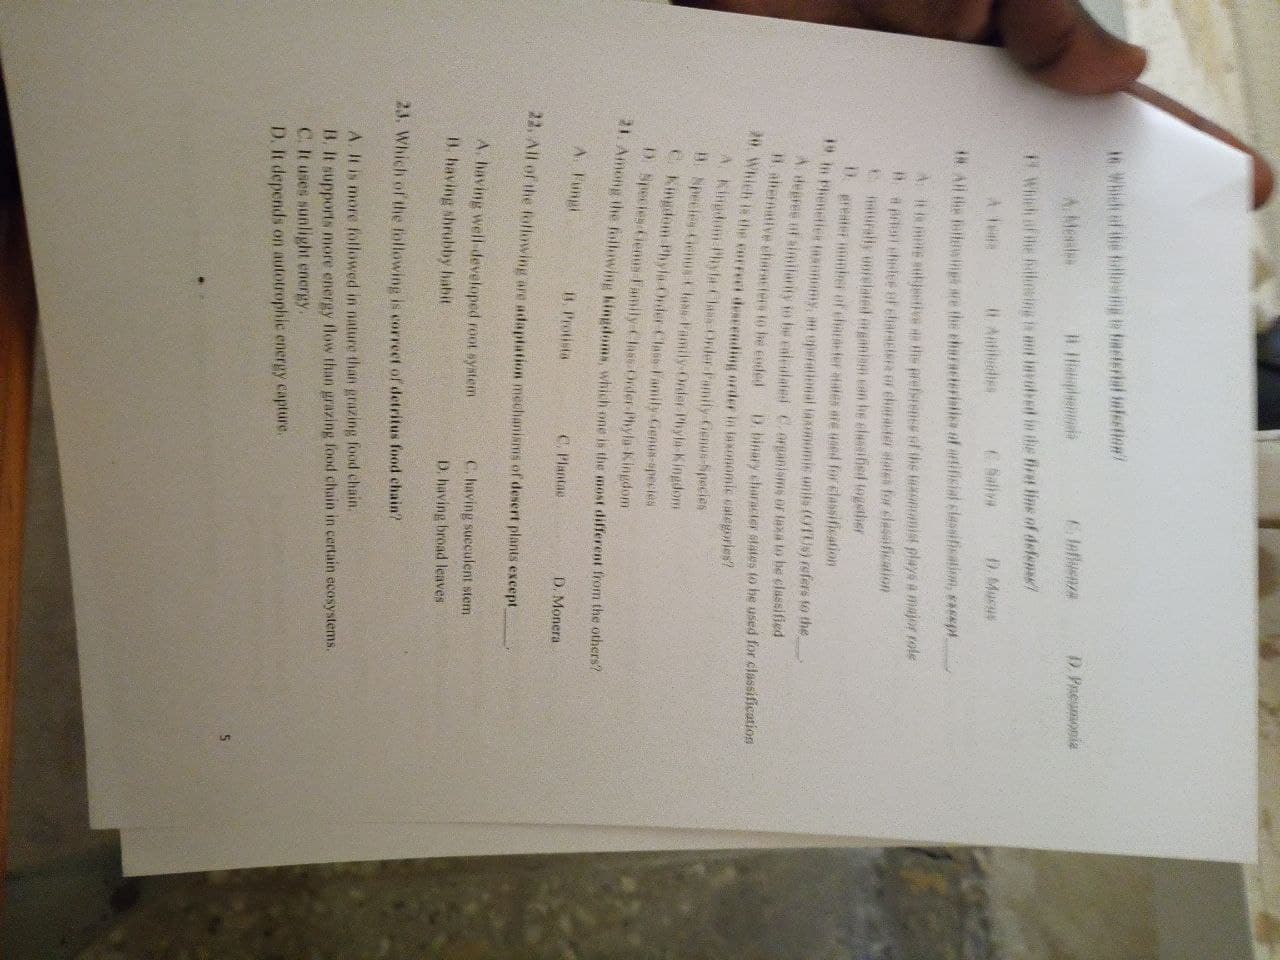 16. Which of the following is bacterial infection?
A. Measles B. C. Influenza D. Pneumonia
17. Which of the following is not involved in the first line of defense?
A. Tears B. Antibodies C. Saliva D. Mucus
18. All the followings are the characteristics of artificial classification, except____
A. It is more subjective as the preference of the taxonomist plays a major role
B. a priori choice of characters or character states for classification
C. naturally unrelated organism can be classified together
D. greater number of character states are used for classification
19. In Phenetics taxonomy, an operational taxonomic units (OTUs) refers to the____.
A. degree of similarity to be calculated C. organisms or taxa to be classified
B. alternative characters to be coded D. binary character states to be used for classification
20. Which is the correct descending order in taxonomic categories?
A. Kingdom-Phyla-Class-Order-Family-Genus-Species
B. Species-Genus-Class-Family-Order-Phyla-Kingdom
C. Kingdom-Phyla-Order-Class-Family-Genus-species
D. Species-Genus-Family-Class-Order-Phyla-Kingdom
21. Among the following kingdoms, which one is the most different from the others?
A. Fungi B. Protista C. Plantae D. Monera
22. All of the following are adaptation mechanisms of desert plants except____.
A. having well-developed root system C. having succulent stem
B. having shrubby habit D. having broad leaves
23. Which of the following is correct of detritus food chain?
A. It is more followed in nature than grazing food chain.
B. It supports more energy flow than grazing food chain in certain ecosystems.
C. It uses sunlight energy.
D. It depends on autotrophic energy capture.
5